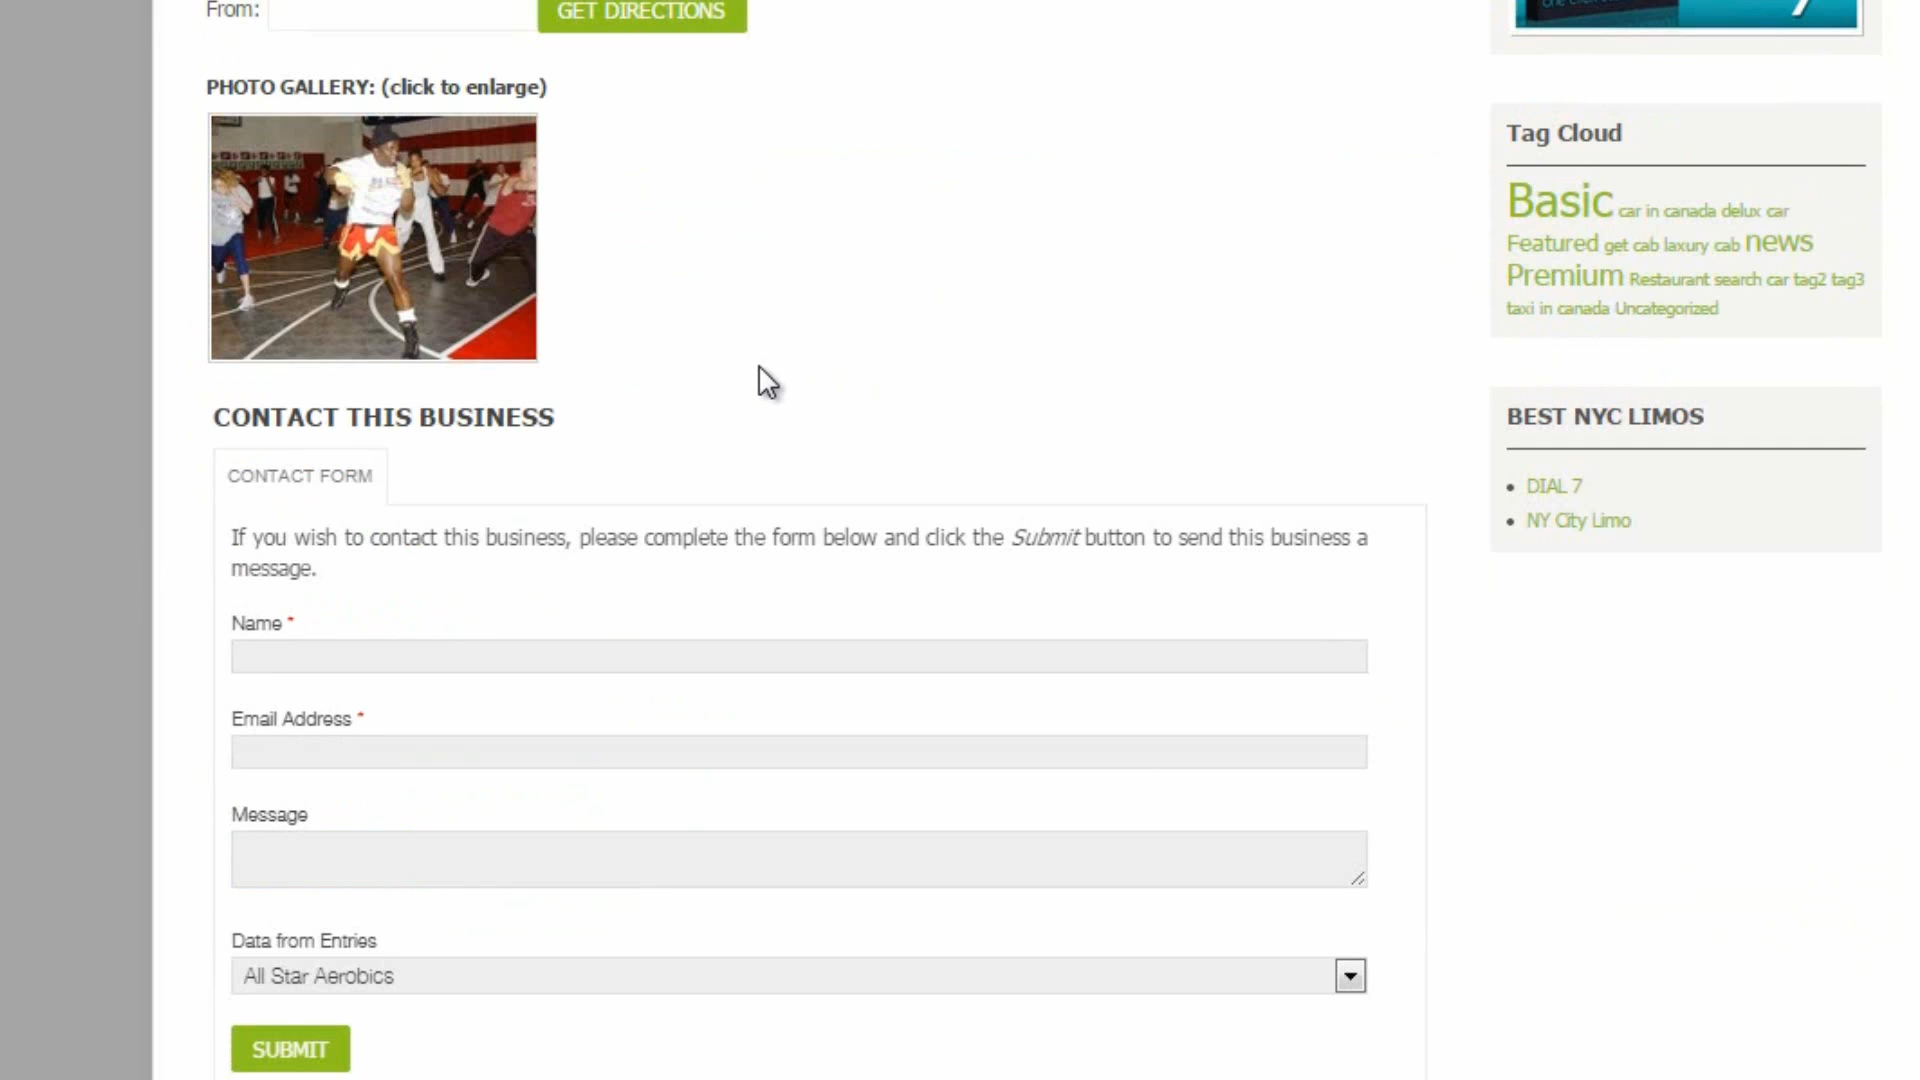 From:
GET DIRECTIONS
PHOTO GALLERY: (click to enlarge)
CONTACT THIS BUSINESS
CONTACT FORM
If you wish to contact this business, please complete the form below and click the Submit button to send this business a
message.
Name *
Email Address *
Message
Data from Entries
All Star Aerobics
SUBMIT
Tag Cloud
Basic car in canada delux car
Featured get cab laxury cab news
Premium Restaurant search car tag2 tag3
taxi in canada Uncategorized
BEST NYC LIMOS
DIAL 7
NY City Limo